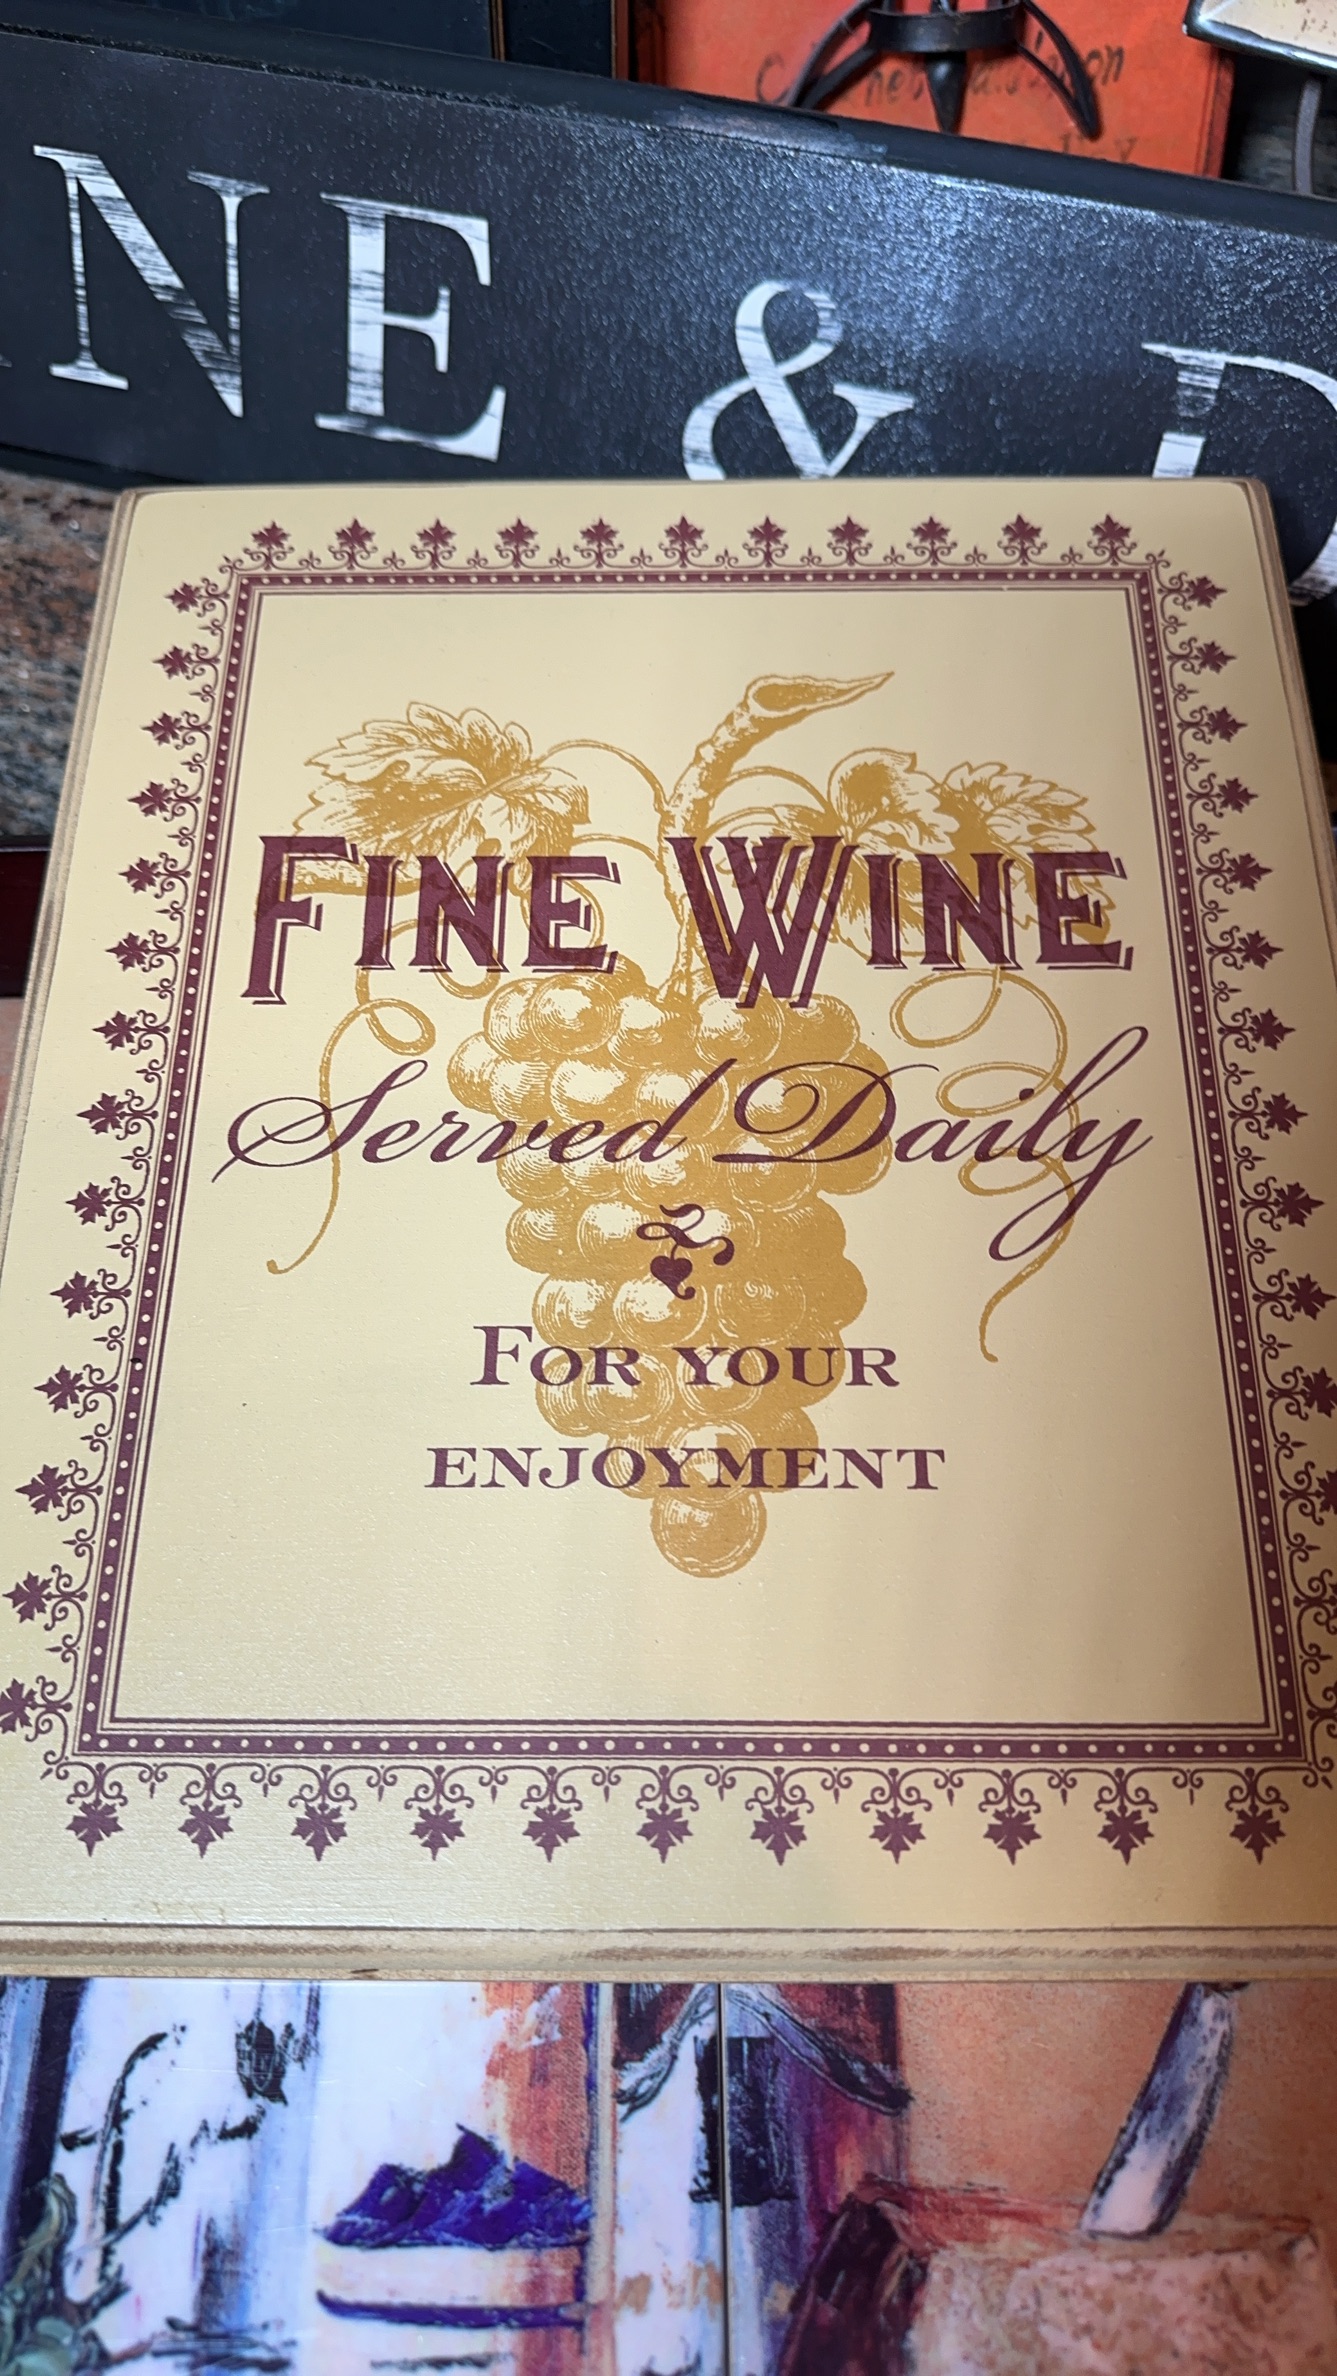 NE & D
FINE WINE
Served Daily
FOR YOUR
ENJOYMENT